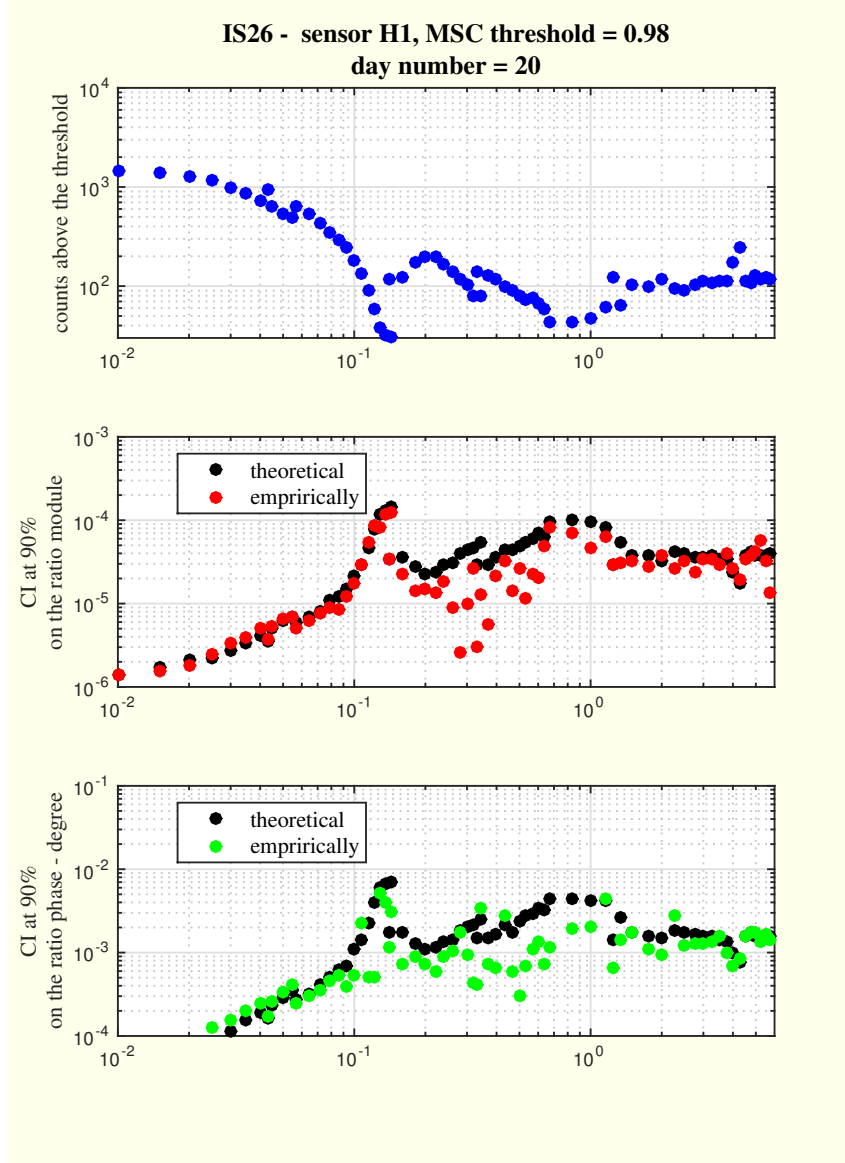 IS26 - sensor H1, MSC threshold = 0.98
day number = 20
counts above the threshold
10^4
10^3
10^2
10^-2
10^-1
10^0
CI at 90%
on the ratio module
10^-3
10^-4
10^-5
10^-6
theoretical
emprirically
10^-2
10^-1
10^0
CI at 90%
on the ratio phase - degree
10^-1
10^-2
10^-3
10^-4
theoretical
emprirically
10^-2
10^-1
10^0